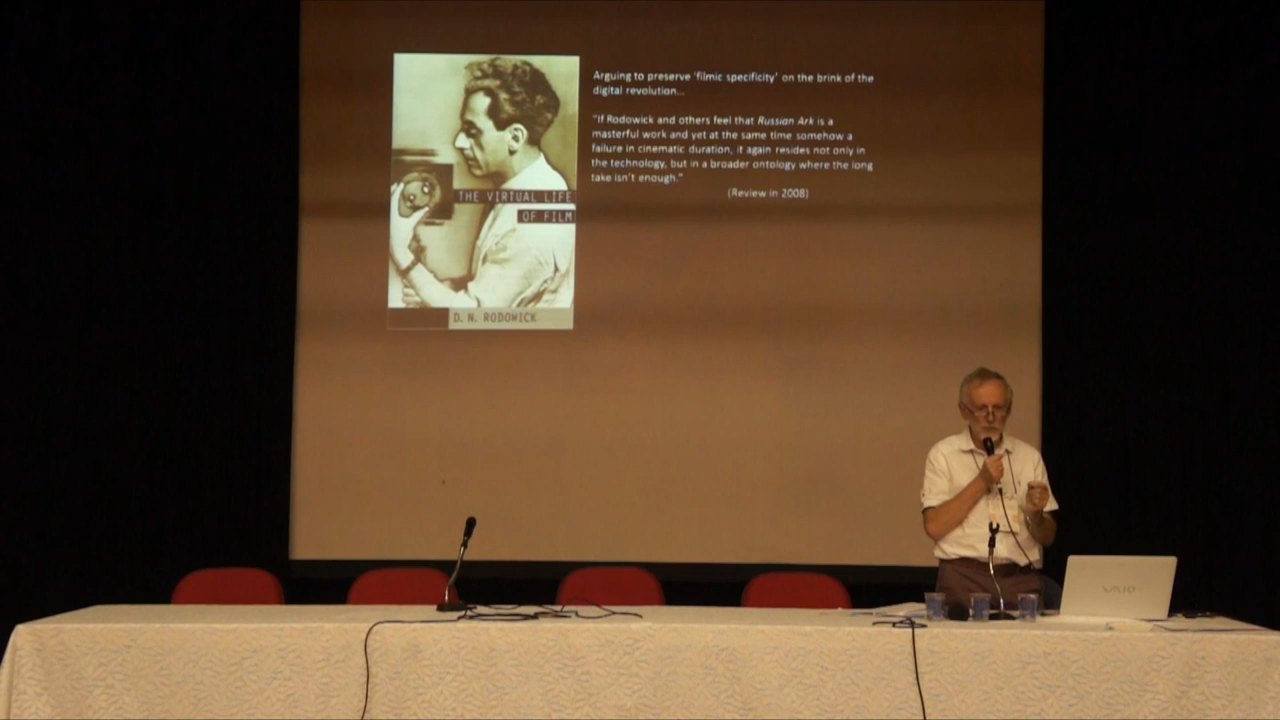 Arguing to preserve 'filmic specificity' on the brink of the
digital revolution...
"If Rodowick and others feel that Russian Ark is a
masterful work and yet at the same time somehow a
failure in cinematic duration, it again resides not only in
the technology, but in a broader ontology where the long
take isn't enough."
(Review in 2008)
THE VIRTUAL LIFE
OF FILM
D. N. RODOWICK
VAIO